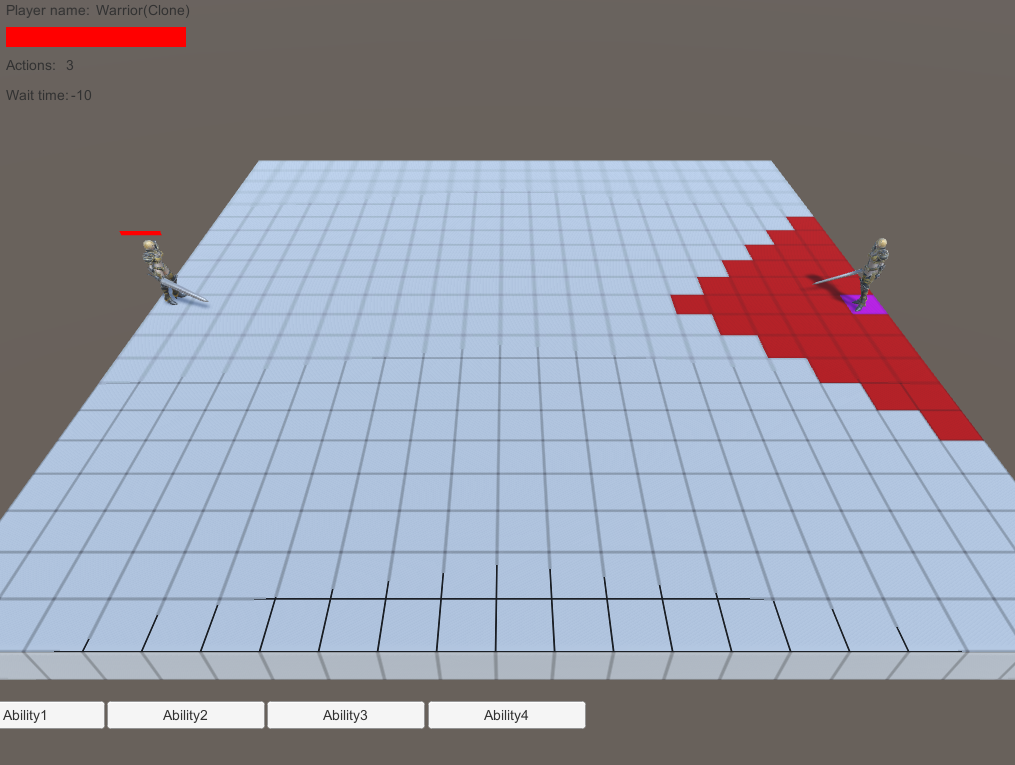 Player name: Warrior(Clone)
Actions: 3
Wait time: -10
Ability1 Ability2 Ability3 Ability4